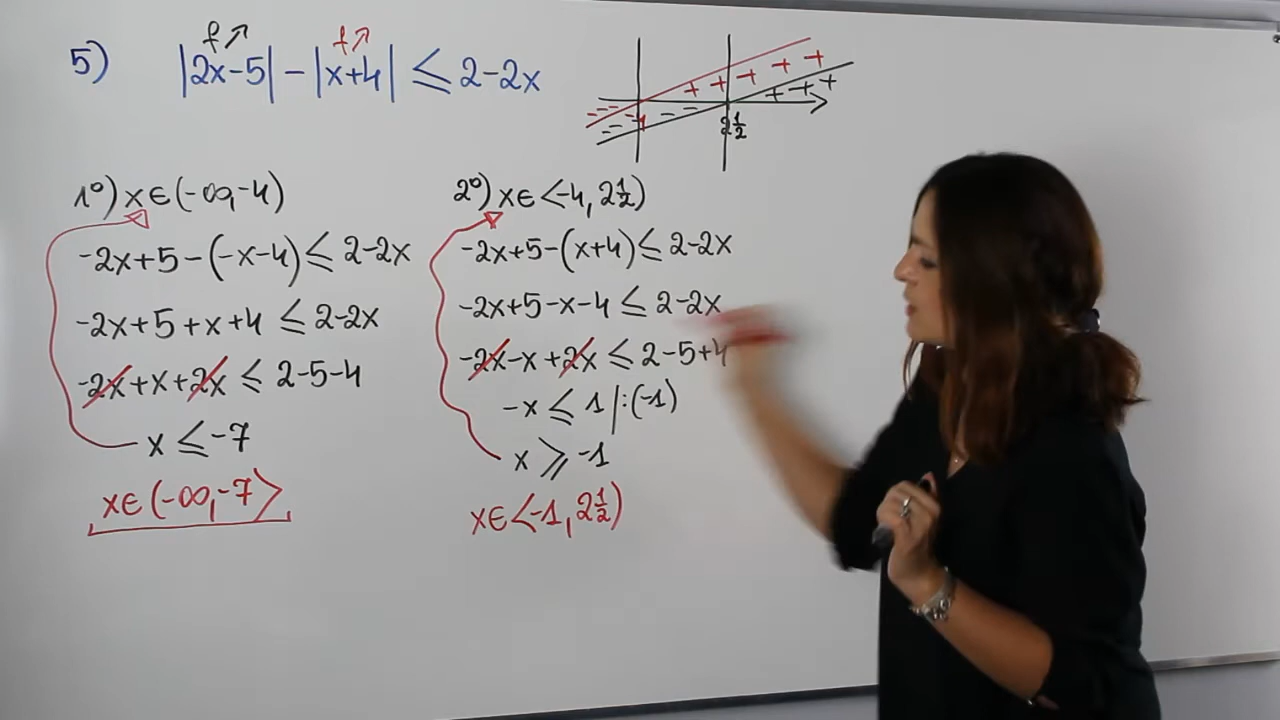 5) |2x-5| - |x+4| ≤ 2-2x
f↗ f↗
+ + + + +
+ + +
- - -
- - - -
-4 2½
1°) x∈(-∞,-4)
-2x+5-(-x-4) ≤ 2-2x
-2x+5+x+4 ≤ 2-2x
-2x+x+2x ≤ 2-5-4
x ≤ -7
x∈(-∞,-7>
2°) x∈<-4, 2½)
-2x+5-(x+4) ≤ 2-2x
-2x+5-x-4 ≤ 2-2x
-2x-x+2x ≤ 2-5+4
-x ≤ 1 |:(-1)
x ≥ -1
x∈<-1, 2½)